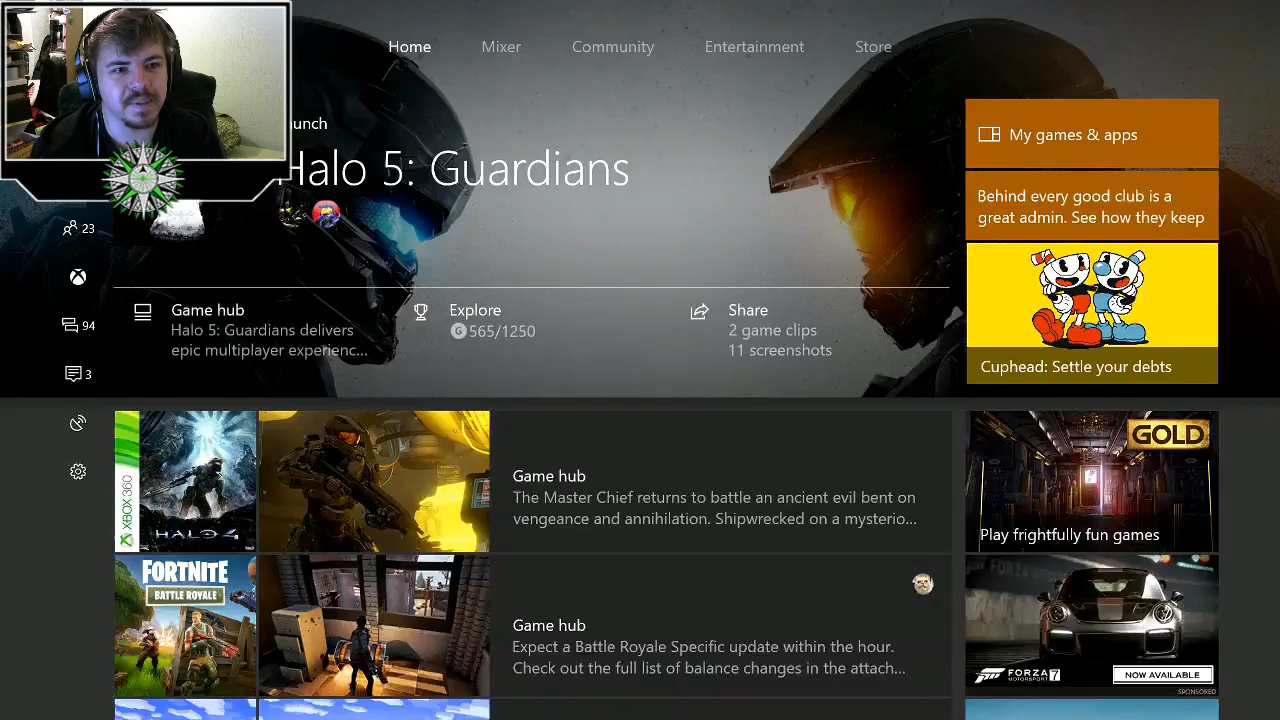 Home
Mixer
Community
Entertainment
Store
unch
Halo 5: Guardians
My games & apps
Behind every good club is a
great admin. See how they keep
23
94
3
Game hub
Halo 5: Guardians delivers
epic multiplayer experienc...
Explore
G 565/1250
Share
2 game clips
11 screenshots
Cuphead: Settle your debts
XBOX 360
HALO 4
Game hub
The Master Chief returns to battle an ancient evil bent on
vengeance and annihilation. Shipwrecked on a mysterio...
GOLD
Play frightfully fun games
FORTNITE
BATTLE ROYALE
Game hub
Expect a Battle Royale Specific update within the hour.
Check out the full list of balance changes in the attach...
FORZA
MOTORSPORT 7
NOW AVAILABLE
SPONSORED